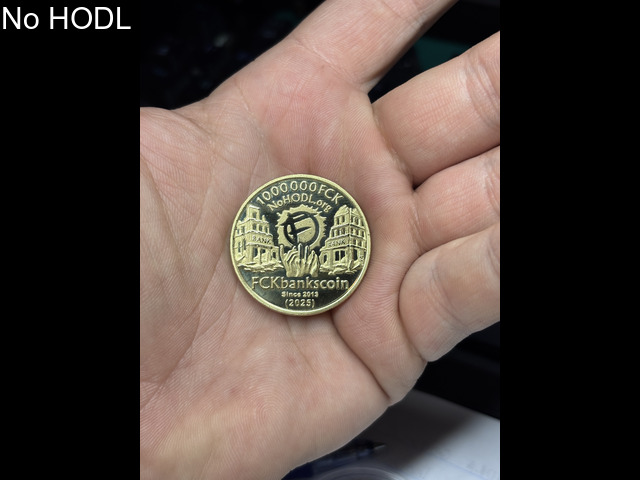 No HODL
1000000FCK
NoHODL.org
BANK
BANK
FCKbankscoin
Since 2013
(2025)